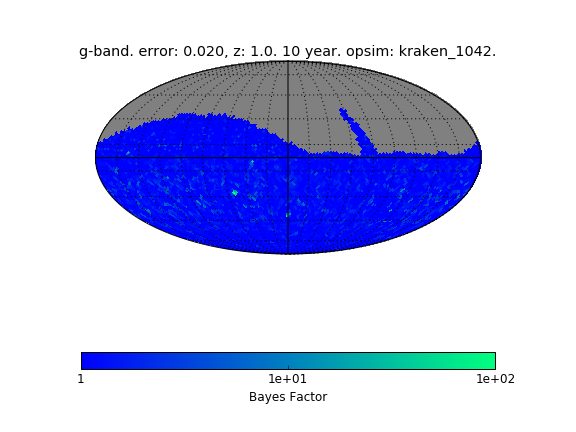 g-band. error: 0.020, z: 1.0. 10 year. opsim: kraken_1042.
1 1e+01 1e+02
Bayes Factor